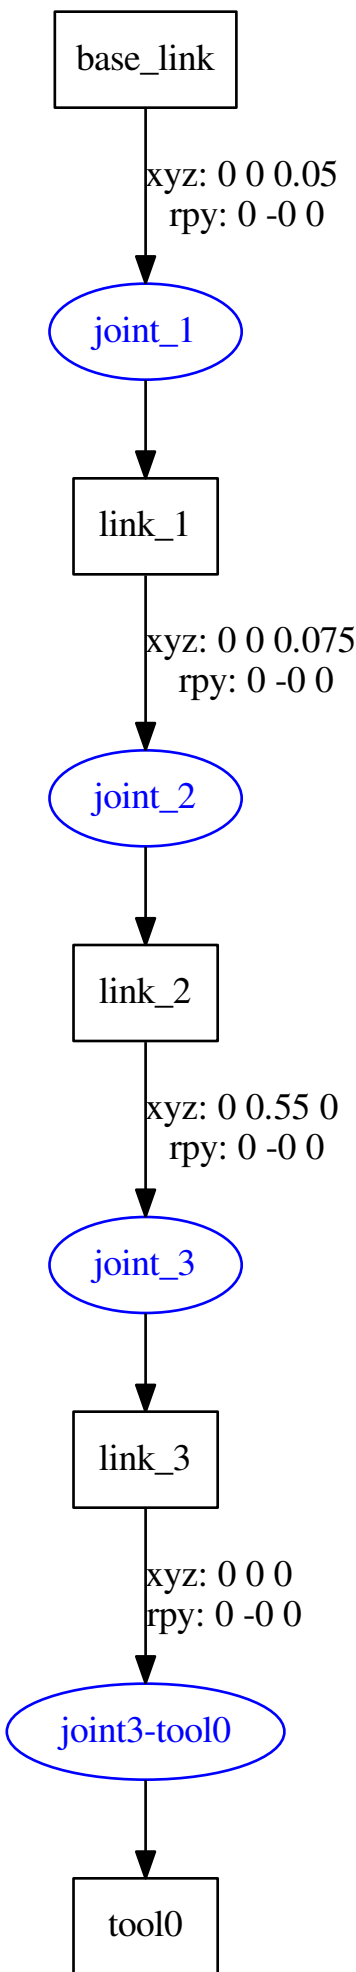 base_link
xyz: 0 0 0.05
rpy: 0 -0 0
joint_1
link_1
xyz: 0 0 0.075
rpy: 0 -0 0
joint_2
link_2
xyz: 0 0.55 0
rpy: 0 -0 0
joint_3
link_3
xyz: 0 0 0
rpy: 0 -0 0
joint3-tool0
tool0